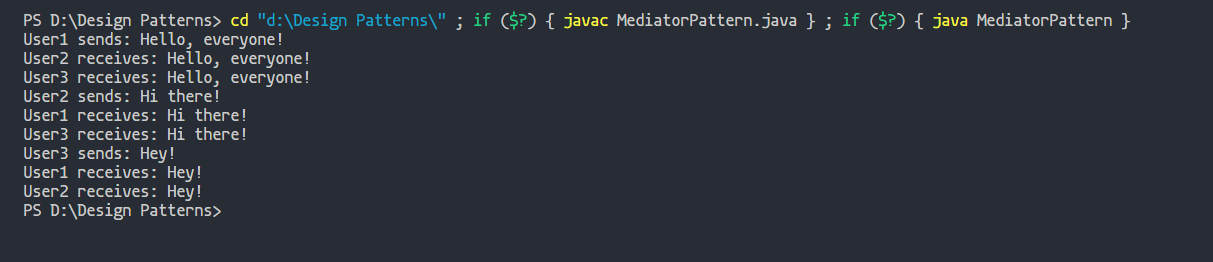 PS D:\Design Patterns> cd "d:\Design Patterns\" ; if ($?) { javac MediatorPattern.java } ; if ($?) { java MediatorPattern }
User1 sends: Hello, everyone!
User2 receives: Hello, everyone!
User3 receives: Hello, everyone!
User2 sends: Hi there!
User1 receives: Hi there!
User3 receives: Hi there!
User3 sends: Hey!
User1 receives: Hey!
User2 receives: Hey!
PS D:\Design Patterns>